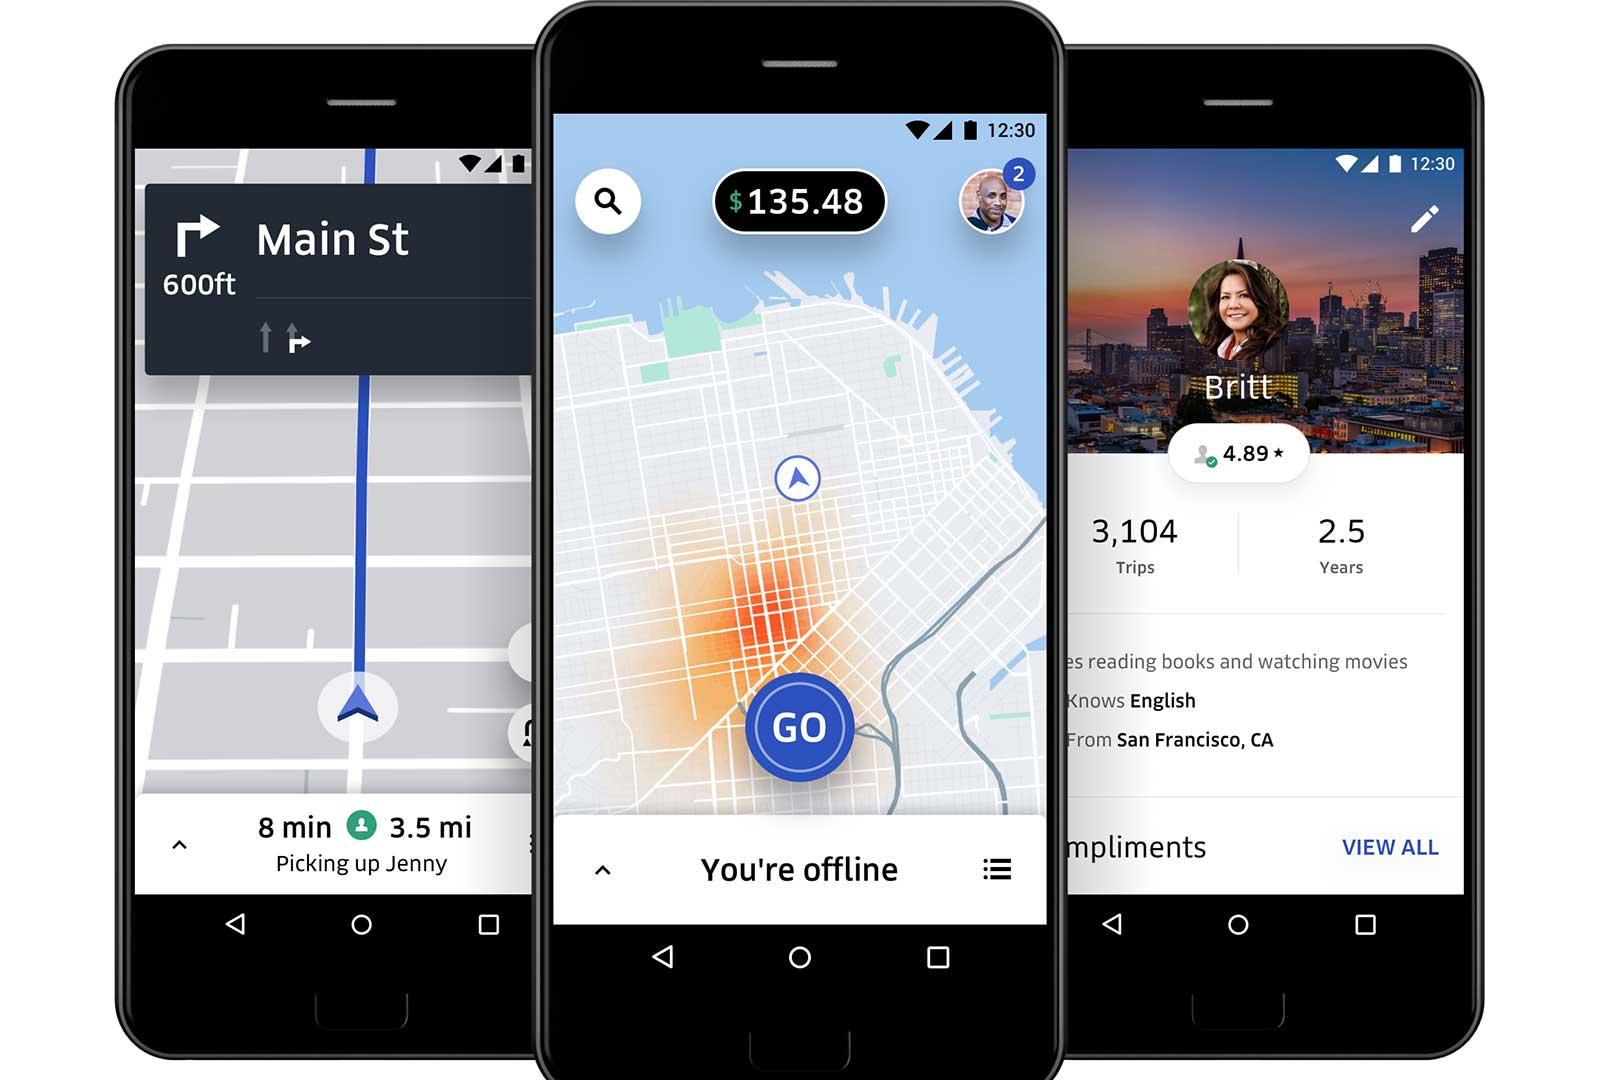 Main St
600ft
8 min 3.5 mi
Picking up Jenny
12:30
$135.48
2
GO
You're offline
12:30
Britt
4.89 ★
3,104 2.5
Trips Years
es reading books and watching movies
Knows English
From San Francisco, CA
mpliments VIEW ALL